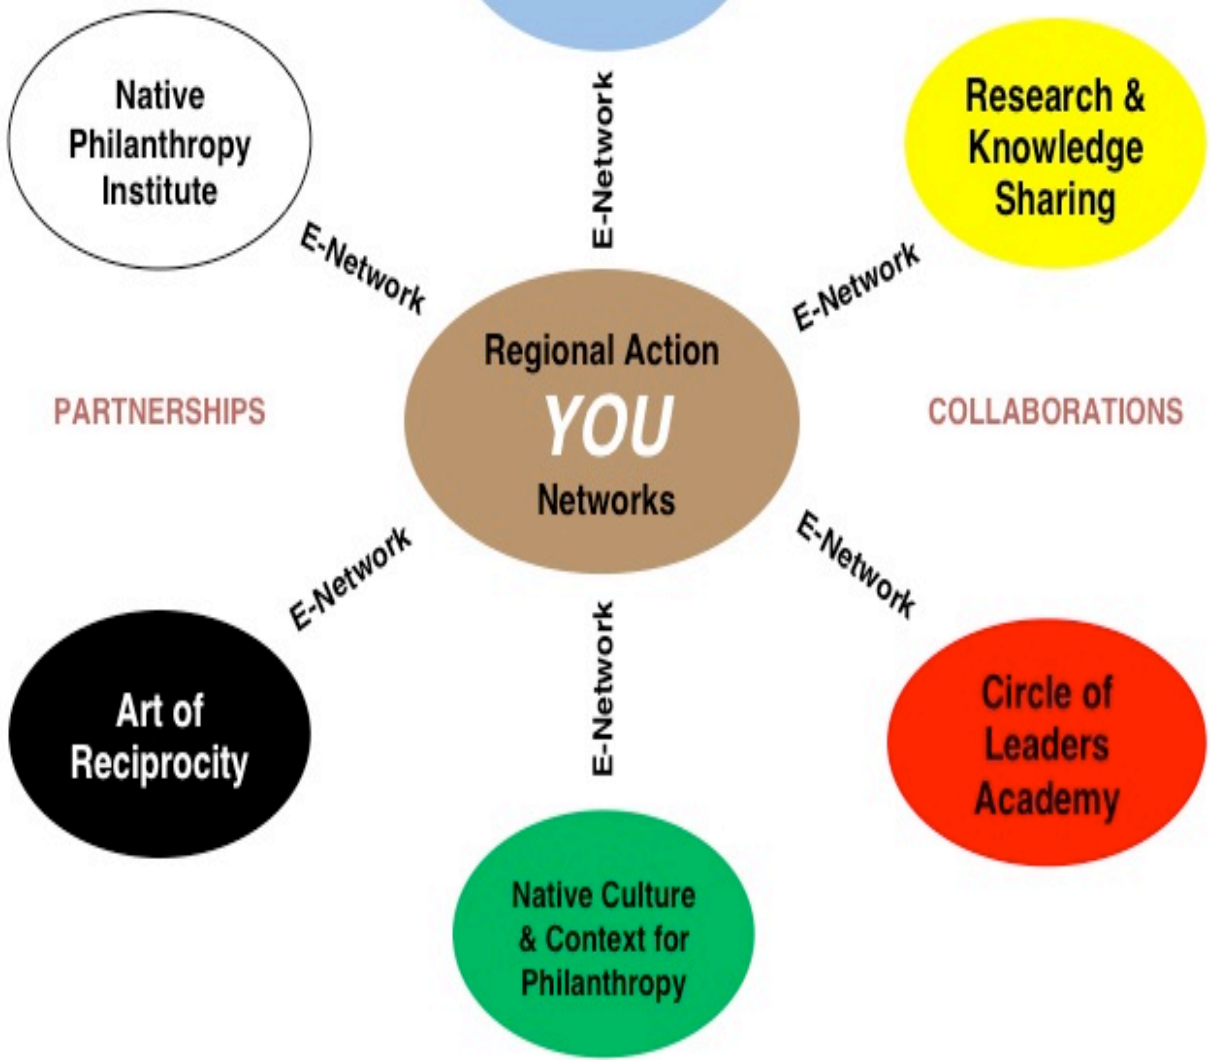 Native
Philanthropy
Institute
E-Network
Research &
Knowledge
Sharing
E-Network
E-Network
Regional Action
YOU
Networks
PARTNERSHIPS
COLLABORATIONS
E-Network
E-Network
E-Network
Art of
Reciprocity
Circle of
Leaders
Academy
Native Culture
& Context for
Philanthropy